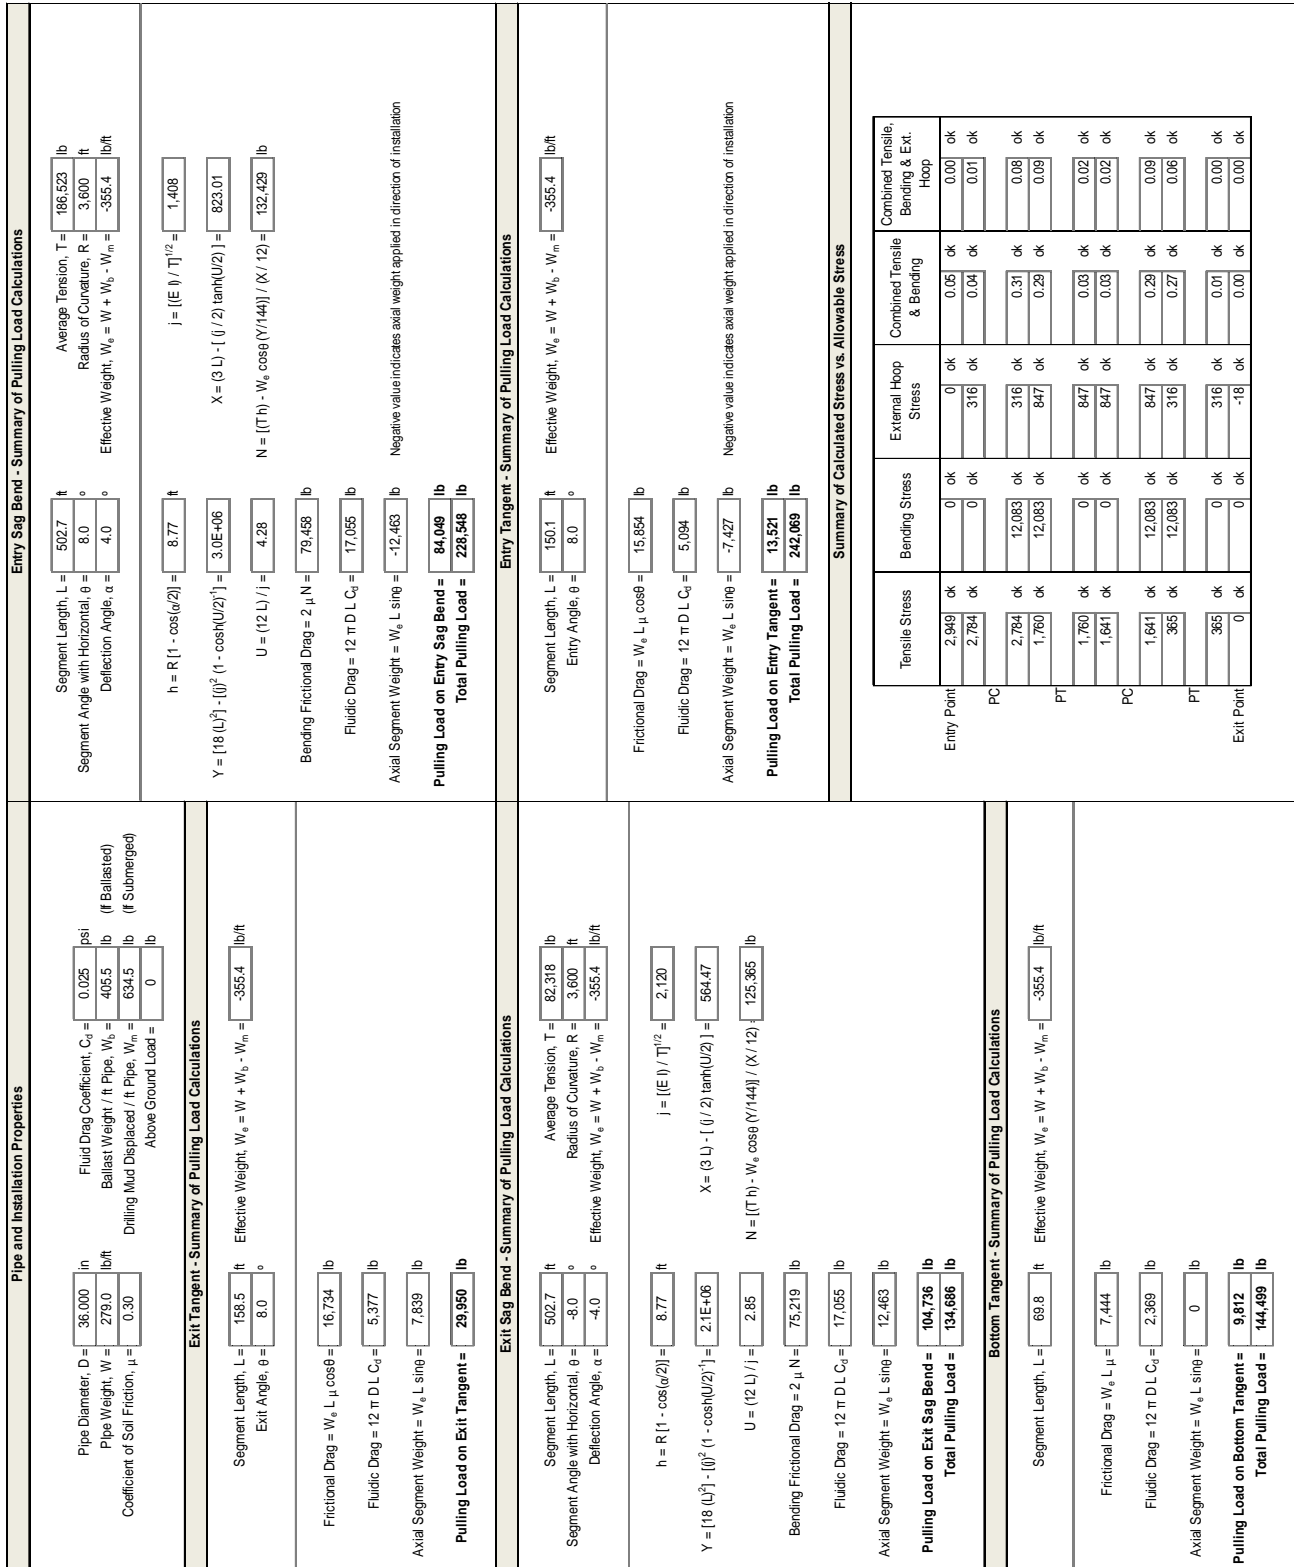 Pipe and Installation Properties
Pipe Diameter, D = 36.000 in Fluid Drag Coefficient, Cd = 0.025 psi
Pipe Weight, W = 279.0 lb/ft Ballast Weight / ft Pipe, Wb = 405.5 lb (If Ballasted)
Coefficient of Soil Friction, μ = 0.30 Drilling Mud Displaced / ft Pipe, Wm = 634.5 lb (If Submerged)
Above Ground Load = 0 lb
Exit Tangent - Summary of Pulling Load Calculations
Segment Length, L = 158.5 ft Effective Weight, We = W + Wb - Wm = -355.4 lb/ft
Exit Angle, θ = 8.0 º
Frictional Drag = We L μ cosθ = 16,734 lb
Fluidic Drag = 12 π D L Cd = 5,377 lb
Axial Segment Weight = We L sinθ = 7,839 lb
Pulling Load on Exit Tangent = 29,950 lb
Exit Sag Bend - Summary of Pulling Load Calculations
Segment Length, L = 502.7 ft Average Tension, T = 82,318 lb
Segment Angle with Horizontal, θ = -8.0 º Radius of Curvature, R = 3,600 ft
Deflection Angle, α = -4.0 º Effective Weight, We = W + Wb - Wm = -355.4 lb/ft
h = R [1 - cos(α/2)] = 8.77 ft j = [(E I) / T]1/2 = 2,120
Y = [18 (L)2] - [(j)2 (1 - cosh(U/2)-1] = 2.1E+06 X = (3 L) - [ (j / 2) tanh(U/2) ] = 564.47
U = (12 L) / j = 2.85 N = [(T h) - We cosθ (Y/144)] / (X / 12) = 125,365 lb
Bending Frictional Drag = 2 μ N = 75,219 lb
Fluidic Drag = 12 π D L Cd = 17,055 lb
Axial Segment Weight = We L sinθ = 12,463 lb
Pulling Load on Exit Sag Bend = 104,736 lb
Total Pulling Load = 134,686 lb
Bottom Tangent - Summary of Pulling Load Calculations
Segment Length, L = 69.8 ft Effective Weight, We = W + Wb - Wm = -355.4 lb/ft
Frictional Drag = We L μ = 7,444 lb
Fluidic Drag = 12 π D L Cd = 2,369 lb
Axial Segment Weight = We L sinθ = 0 lb
Pulling Load on Bottom Tangent = 9,812 lb
Total Pulling Load = 144,499 lb
Entry Sag Bend - Summary of Pulling Load Calculations
Segment Length, L = 502.7 ft Average Tension, T = 186,523 lb
Segment Angle with Horizontal, θ = 8.0 º Radius of Curvature, R = 3,600 ft
Deflection Angle, α = 4.0 º Effective Weight, We = W + Wb - Wm = -355.4 lb/ft
h = R [1 - cos(α/2)] = 8.77 ft j = [(E I) / T]1/2 = 1,408
Y = [18 (L)2] - [(j)2 (1 - cosh(U/2)-1] = 3.0E+06 X = (3 L) - [ (j / 2) tanh(U/2) ] = 823.01
U = (12 L) / j = 4.28 N = [(T h) - We cosθ (Y/144)] / (X / 12) = 132,429 lb
Bending Frictional Drag = 2 μ N = 79,458 lb
Fluidic Drag = 12 π D L Cd = 17,055 lb
Axial Segment Weight = We L sinθ = -12,463 lb Negative value indicates axial weight applied in direction of installation
Pulling Load on Entry Sag Bend = 84,049 lb
Total Pulling Load = 228,548 lb
Entry Tangent - Summary of Pulling Load Calculations
Segment Length, L = 150.1 ft Effective Weight, We = W + Wb - Wm = -355.4 lb/ft
Entry Angle, θ = 8.0 º
Frictional Drag = We L μ cosθ = 15,854 lb
Fluidic Drag = 12 π D L Cd = 5,094 lb
Axial Segment Weight = We L sinθ = -7,427 lb Negative value indicates axial weight applied in direction of installation
Pulling Load on Entry Tangent = 13,521 lb
Total Pulling Load = 242,069 lb
Summary of Calculated Stress vs. Allowable Stress
Tensile Stress Bending Stress External Hoop Stress Combined Tensile & Bending Combined Tensile, Bending & Ext. Hoop
Entry Point 2,949 ok 0 ok 0 ok 0.05 ok 0.00 ok
2,784 ok 0 ok 316 ok 0.04 ok 0.01 ok
PC
2,784 ok 12,083 ok 316 ok 0.31 ok 0.08 ok
1,760 ok 12,083 ok 847 ok 0.29 ok 0.09 ok
PT
1,760 ok 0 ok 847 ok 0.03 ok 0.02 ok
1,641 ok 0 ok 847 ok 0.03 ok 0.02 ok
PC
1,641 ok 12,083 ok 847 ok 0.29 ok 0.09 ok
365 ok 12,083 ok 316 ok 0.27 ok 0.06 ok
PT
365 ok 0 ok 316 ok 0.01 ok 0.00 ok
Exit Point 0 ok 0 ok -18 ok 0.00 ok 0.00 ok